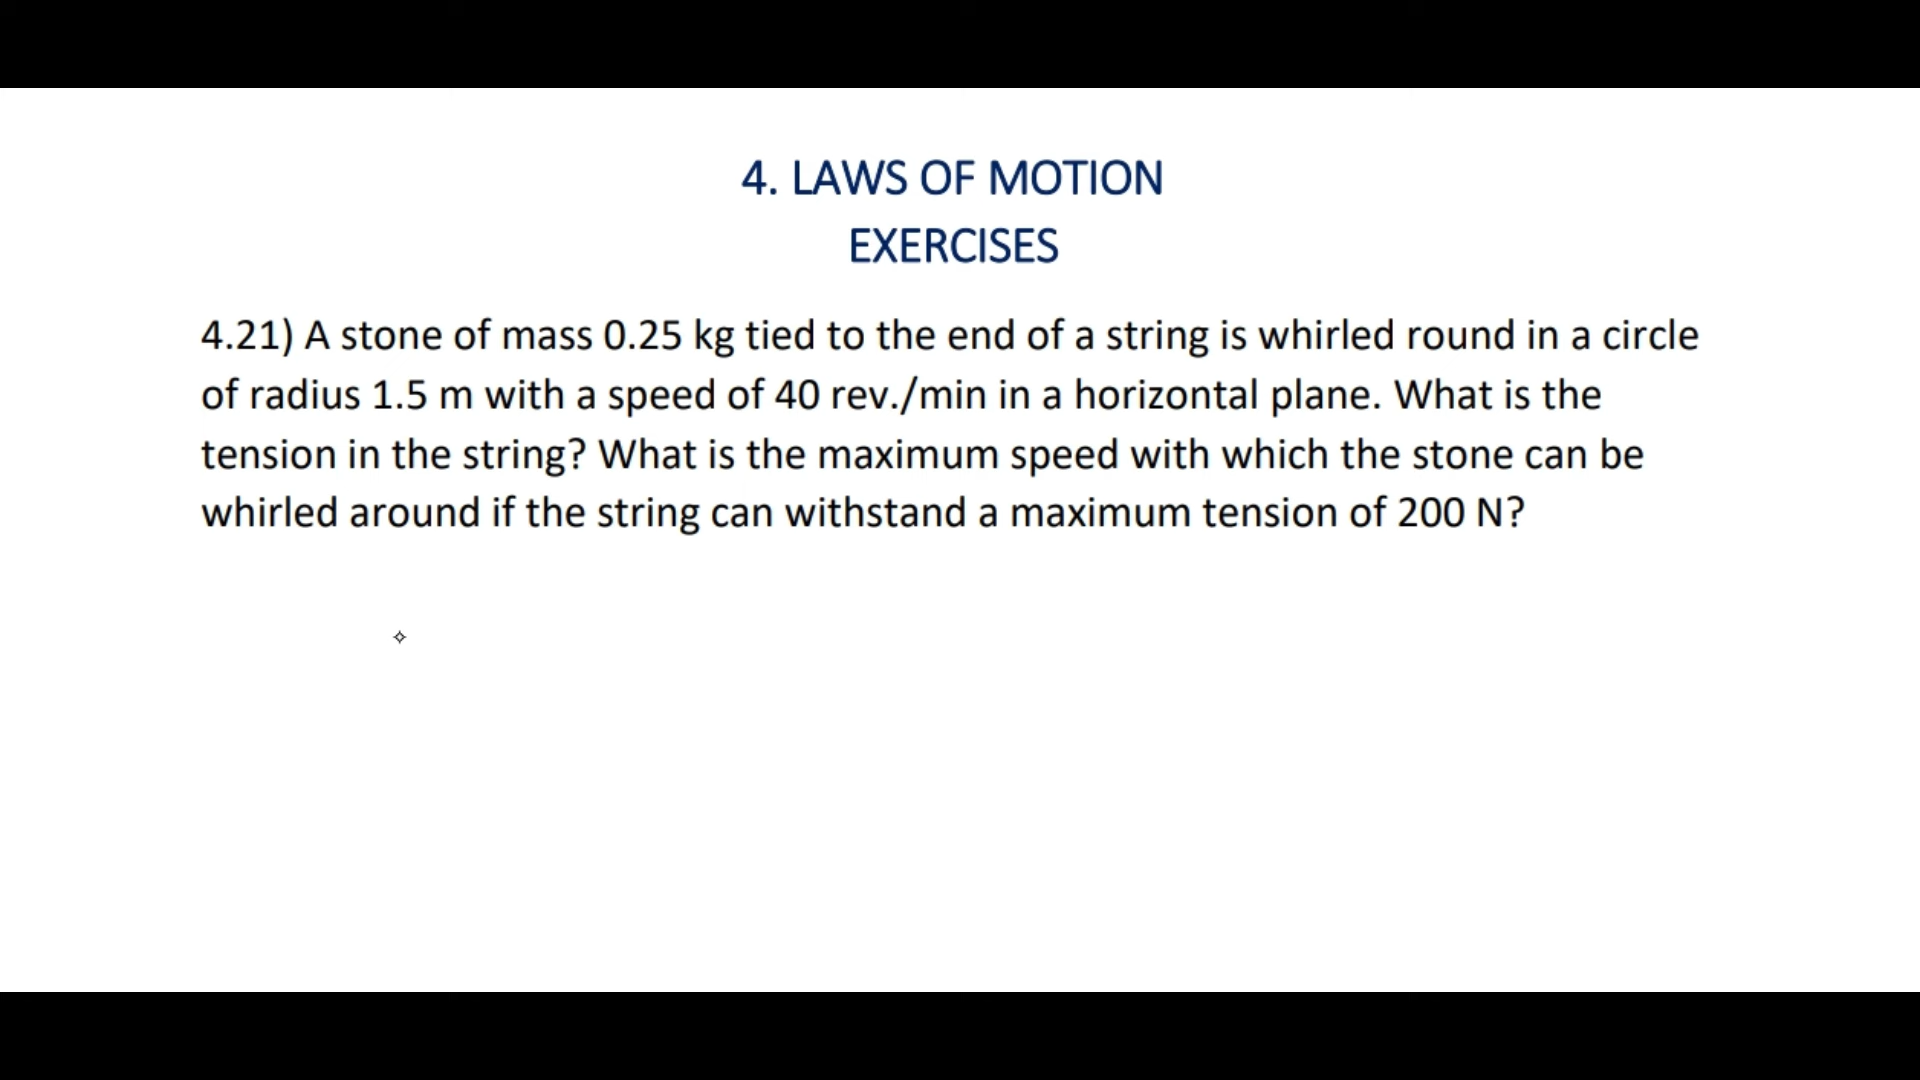 4. LAWS OF MOTION
EXERCISES
4.21) A stone of mass 0.25 kg tied to the end of a string is whirled round in a circle
of radius 1.5 m with a speed of 40 rev./min in a horizontal plane. What is the
tension in the string? What is the maximum speed with which the stone can be
whirled around if the string can withstand a maximum tension of 200 N?